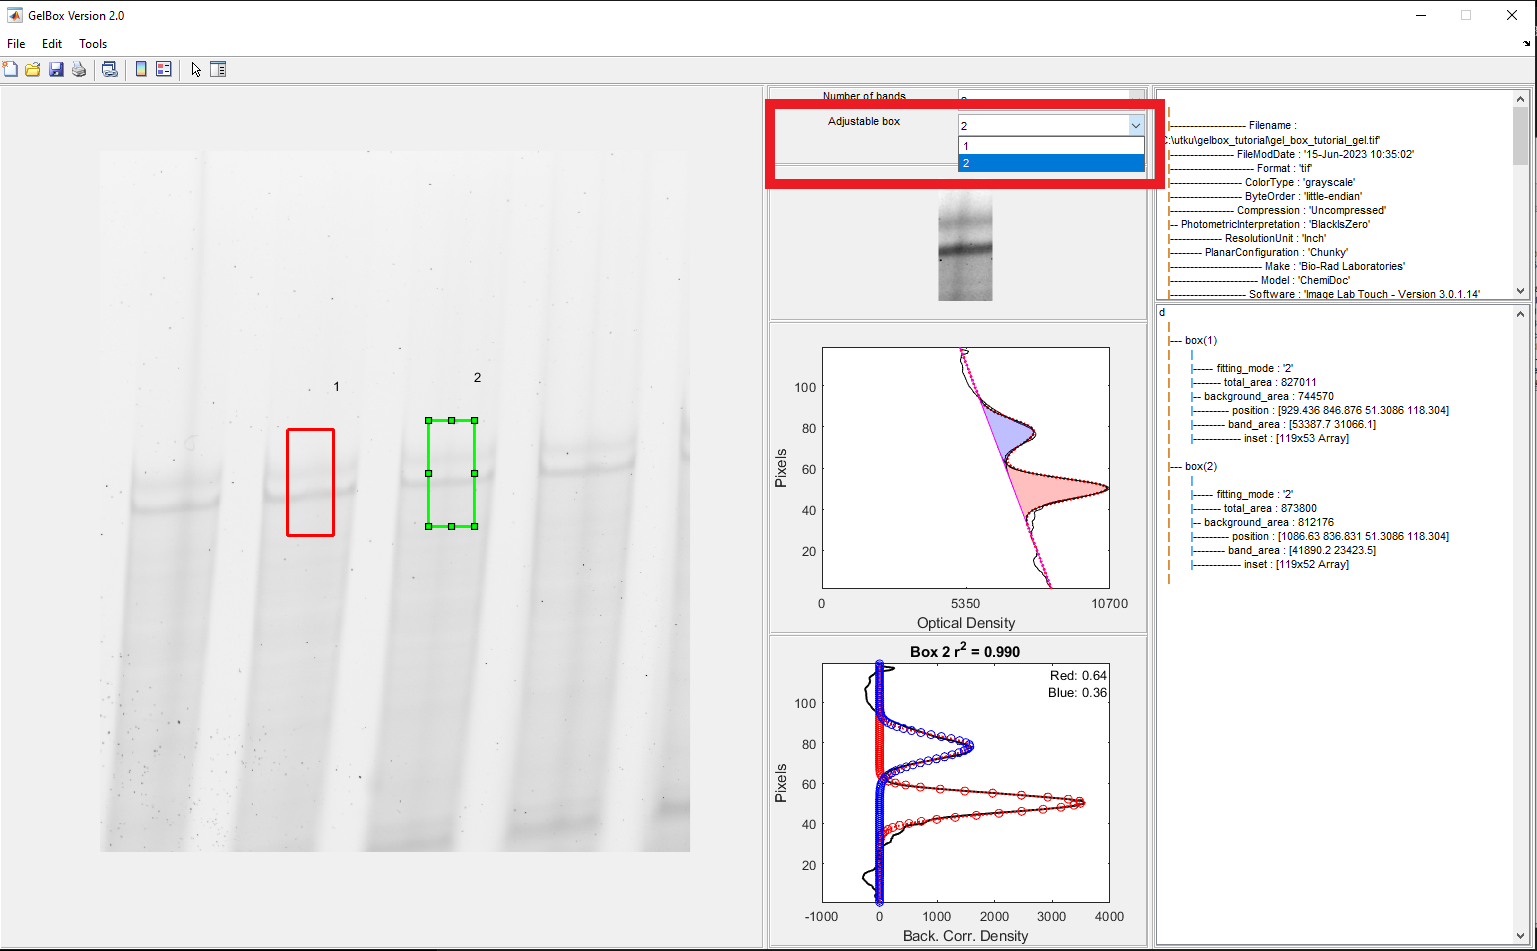 GelBox Version 2.0
File Edit Tools
1
2
Number of bands
Adjustable box
2
1
2
100
80
60
40
20
Pixels
0 5350 10700
Optical Density
Box 2 r2 = 0.990
Red: 0.64
Blue: 0.36
100
80
60
40
20
Pixels
-1000 0 1000 2000 3000 4000
Back. Corr. Density
|------------------- Filename :
C:\utku\gelbox_tutorial\gel_box_tutorial_gel.tif'
|---------------- FileModDate : '15-Jun-2023 10:35:02'
|--------------------- Format : 'tif'
|------------------ ColorType : 'grayscale'
|------------------ ByteOrder : 'little-endian'
|---------------- Compression : 'Uncompressed'
|-- PhotometricInterpretation : 'BlackIsZero'
|------------- ResolutionUnit : 'Inch'
|-------- PlanarConfiguration : 'Chunky'
|----------------------- Make : 'Bio-Rad Laboratories'
|---------------------- Model : 'ChemiDoc'
|------------------- Software : 'Image Lab Touch - Version 3.0.1.14'
d
|--- box(1)
|----- fitting_mode : '2'
|------- total_area : 827011
|-- background_area : 744570
|--------- position : [929.436 846.876 51.3086 118.304]
|-------- band_area : [53387.7 31066.1]
|------------ inset : [119x53 Array]
|--- box(2)
|----- fitting_mode : '2'
|------- total_area : 873800
|-- background_area : 812176
|--------- position : [1086.63 836.831 51.3086 118.304]
|-------- band_area : [41890.2 23423.5]
|------------ inset : [119x52 Array]